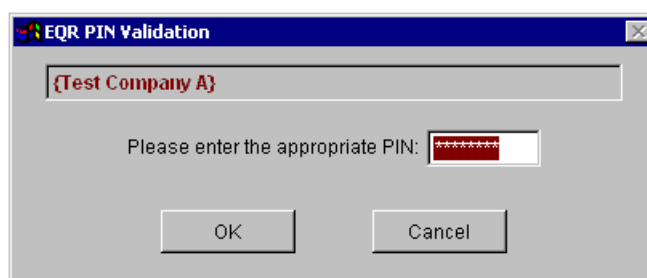 EQR PIN Validation
{Test Company A}
Please enter the appropriate PIN: ********
OK Cancel